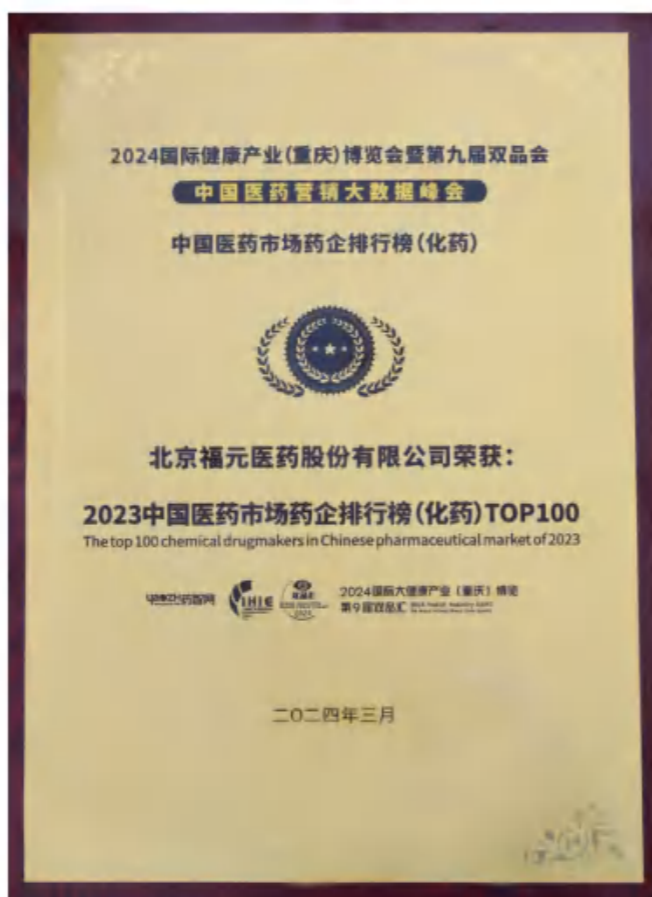 2024国际健康产业(重庆)博览会暨第九届双品会
中国医药营销大数据峰会
中国医药市场药企排行榜(化药)
北京福元医药股份有限公司荣获:
2023中国医药市场药企排行榜(化药)TOP100
The top 100 chemical drugmakers in Chinese pharmaceutical market of 2023
药智网
IHIE
2024国际大健康产业(重庆)博览
第9届双品汇
二〇二四年三月